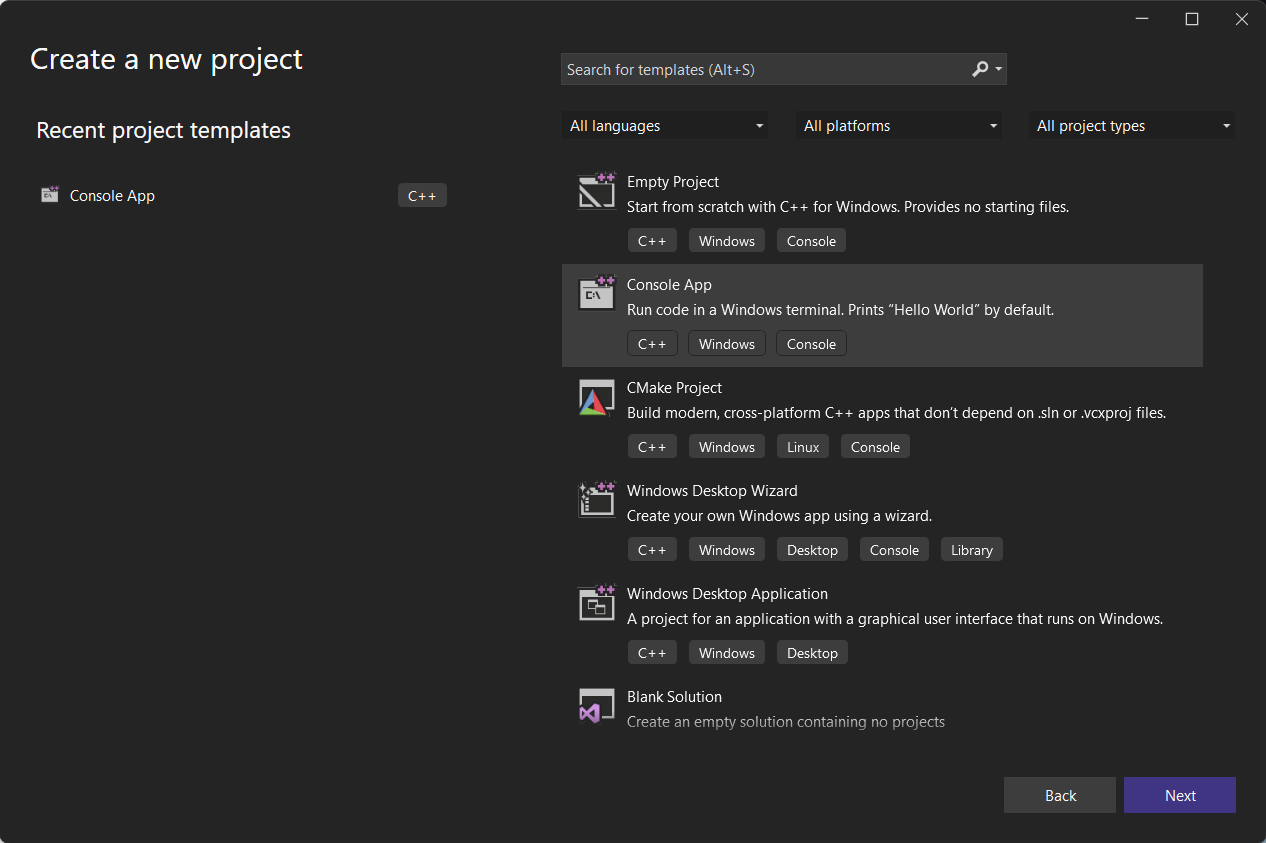 Create a new project
Recent project templates
Console App
C++
Search for templates (Alt+S)
All languages
All platforms
All project types
Empty Project
Start from scratch with C++ for Windows. Provides no starting files.
C++ Windows Console
Console App
Run code in a Windows terminal. Prints “Hello World” by default.
C++ Windows Console
CMake Project
Build modern, cross-platform C++ apps that don’t depend on .sln or .vcxproj files.
C++ Windows Linux Console
Windows Desktop Wizard
Create your own Windows app using a wizard.
C++ Windows Desktop Console Library
Windows Desktop Application
A project for an application with a graphical user interface that runs on Windows.
C++ Windows Desktop
Blank Solution
Create an empty solution containing no projects
Back
Next